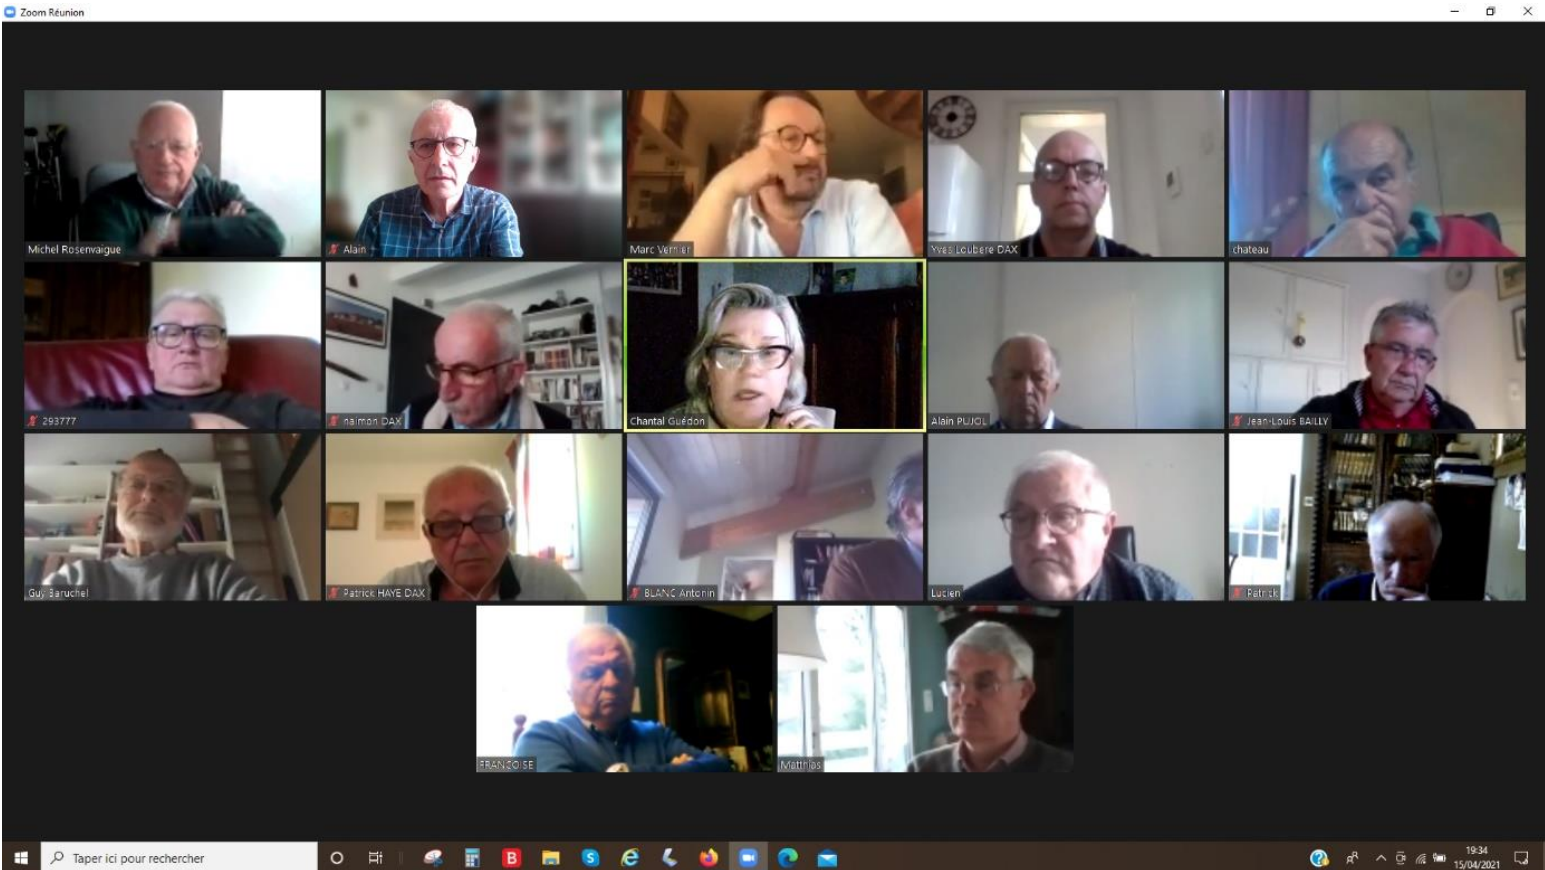 Zoom Réunion
Michel Rosenvaigue
Alain
Marc Vernier
Yves Loubere DAX
chateau
293777
naimon DAX
Chantal Guédon
Alain PUJOL
Jean-Louis BAILLY
Guy Baruchel
Patrick HAYE DAX
BLANC Antonin
Lucien
Patrick
FRANCOISE
Matthias
Taper ici pour rechercher
B
S
19:34
15/04/2021